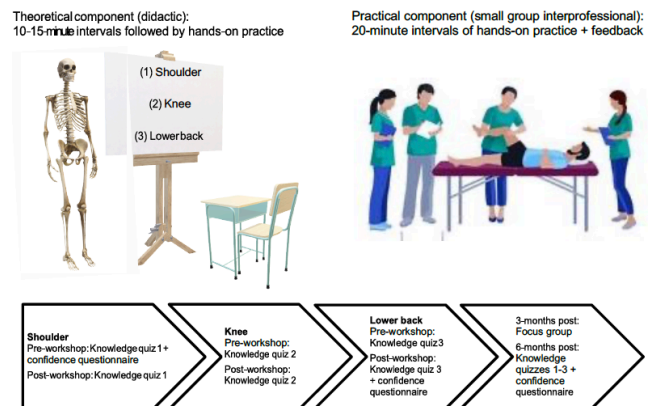 Theoretical component (didactic):
10-15-minute intervals followed by hands-on practice
Practical component (small group interprofessional):
20-minute intervals of hands-on practice + feedback
(1) Shoulder
(2) Knee
(3) Lower back
Shoulder
Pre-workshop: Knowledge quiz 1 +
confidence questionnaire
Post-workshop: Knowledge quiz 1
Knee
Pre-workshop:
Knowledge quiz 2
Post-workshop:
Knowledge quiz 2
Lower back
Pre-workshop:
Knowledge quiz3
Post-workshop:
Knowledge quiz 3
+ confidence
questionnaire
3-months post:
Focus group
6-months post:
Knowledge
quizzes 1-3 +
confidence
questionnaire